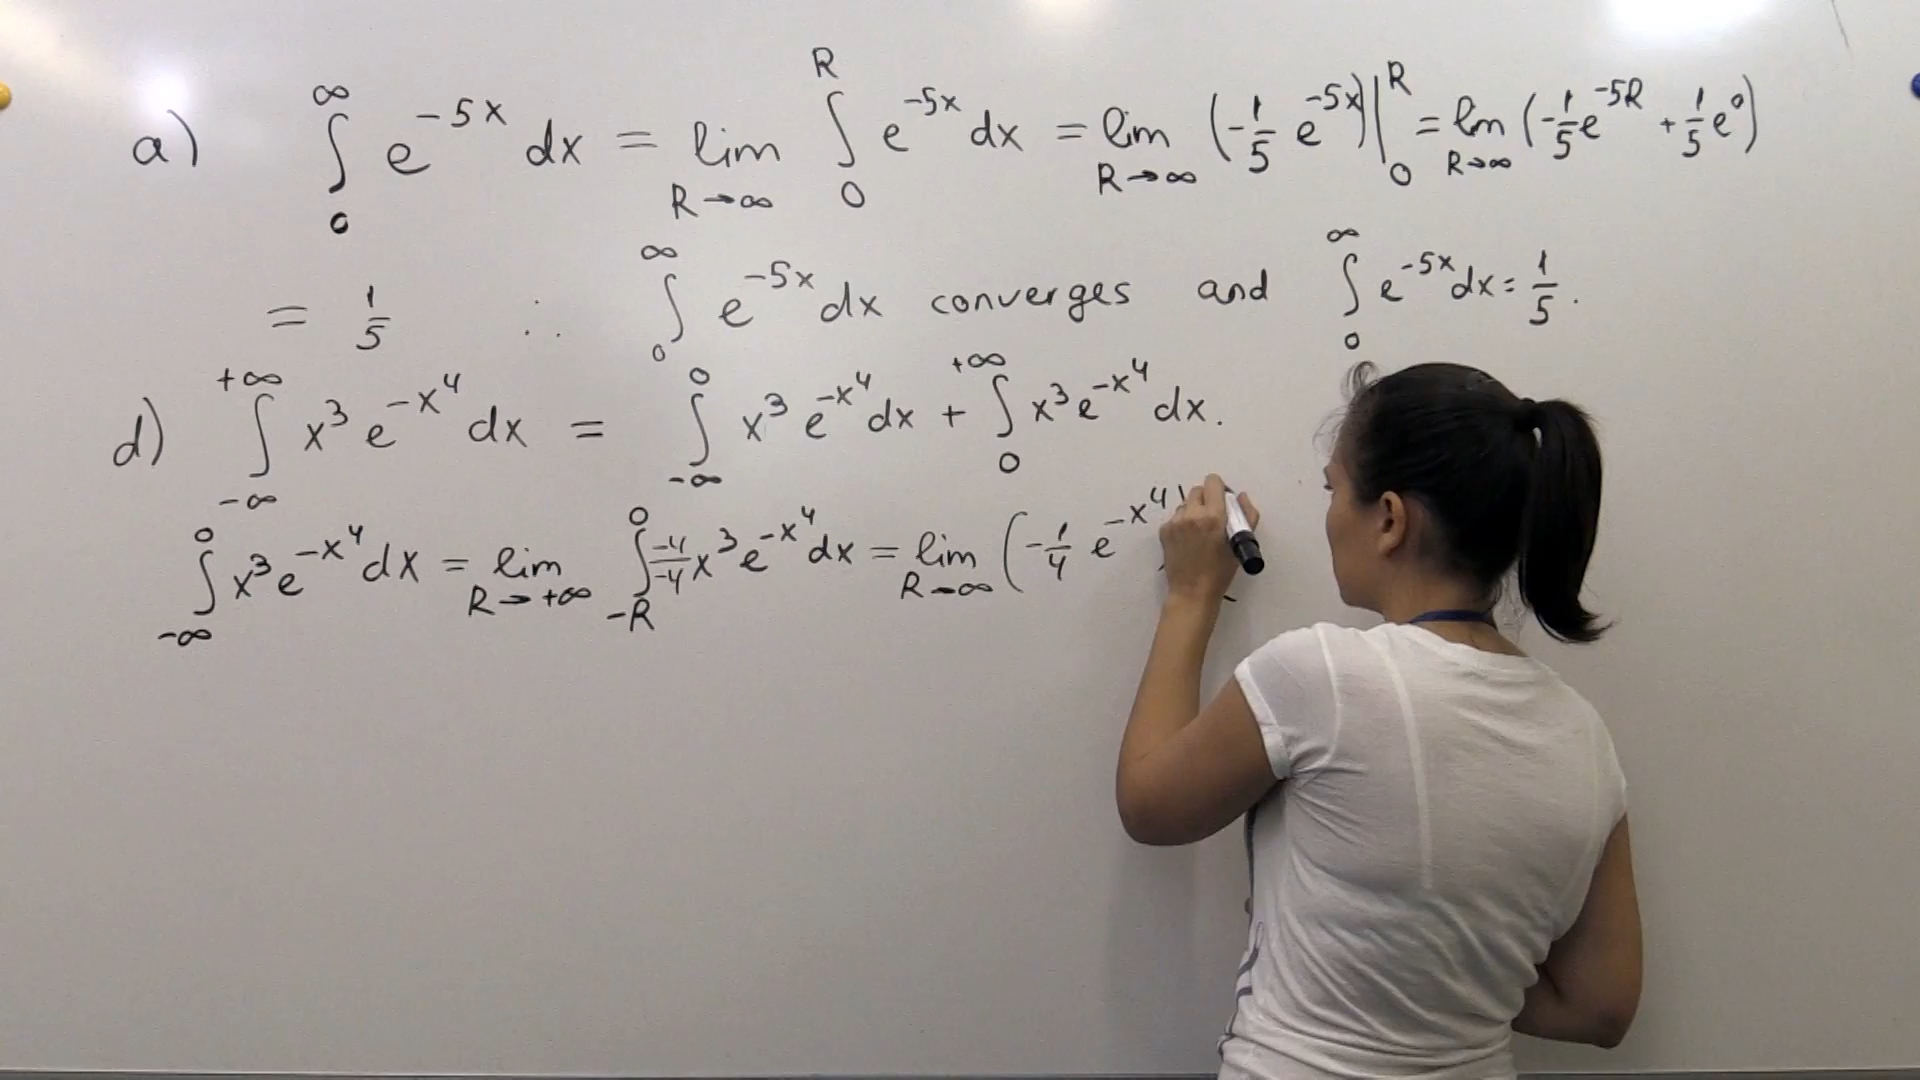 a) ∫₀^∞ e^{-5x} dx = lim_{R→∞} ∫₀^R e^{-5x} dx = lim_{R→∞} (-1/5 e^{-5x})|₀^R = lim_{R→∞} (-1/5 e^{-5R} + 1/5 e⁰)
= 1/5 ∴ ∫₀^∞ e^{-5x} dx converges and ∫₀^∞ e^{-5x} dx = 1/5.
d) ∫_{-∞}^{+∞} x³ e^{-x⁴} dx = ∫_{-∞}^0 x³ e^{-x⁴} dx + ∫₀^{+∞} x³ e^{-x⁴} dx.
∫_{-∞}^0 x³ e^{-x⁴} dx = lim_{R→+∞} ∫_{-R}^0 -4/-4 x³ e^{-x⁴} dx = lim_{R→∞} (-1/4 e^{-x⁴})